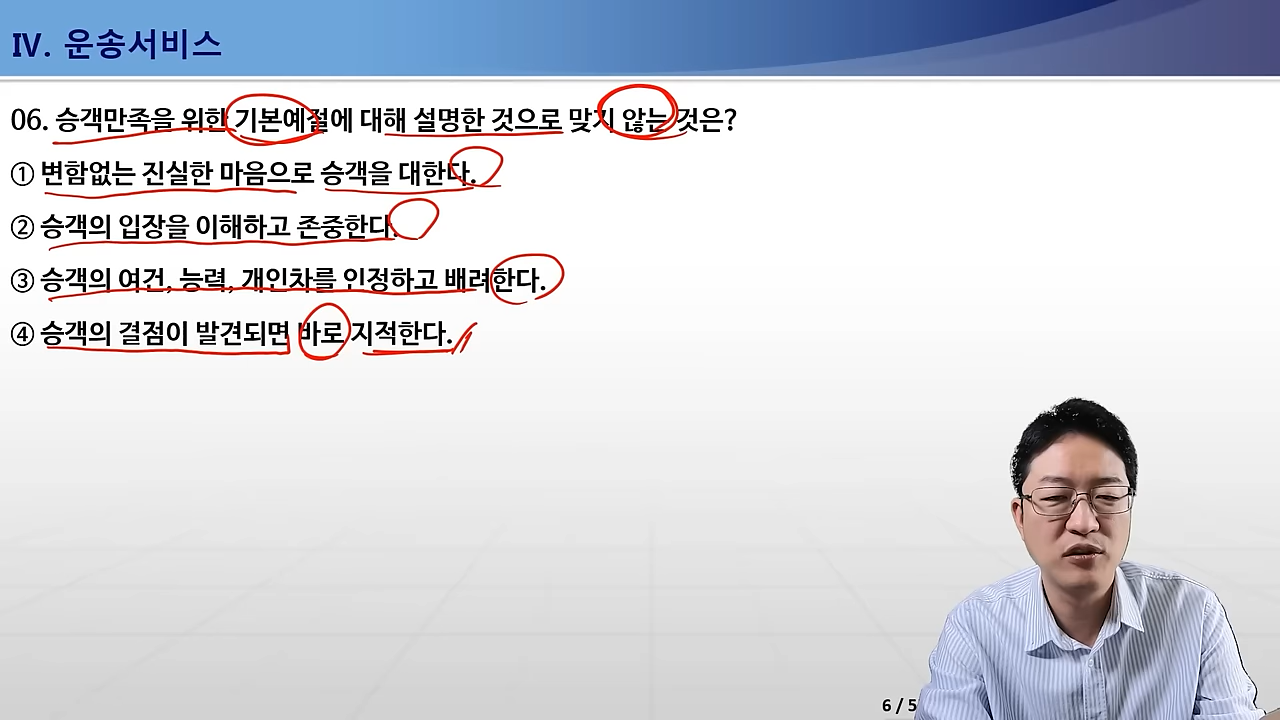 Ⅳ. 운송서비스
06. 승객만족을 위한 기본예절에 대해 설명한 것으로 맞기 않는 것은?
① 변함없는 진실한 마음으로 승객을 대한다.
② 승객의 입장을 이해하고 존중한다.
③ 승객의 여건, 능력, 개인차를 인정하고 배려한다.
④ 승객의 결점이 발견되면 바로 지적한다.
6 / 5